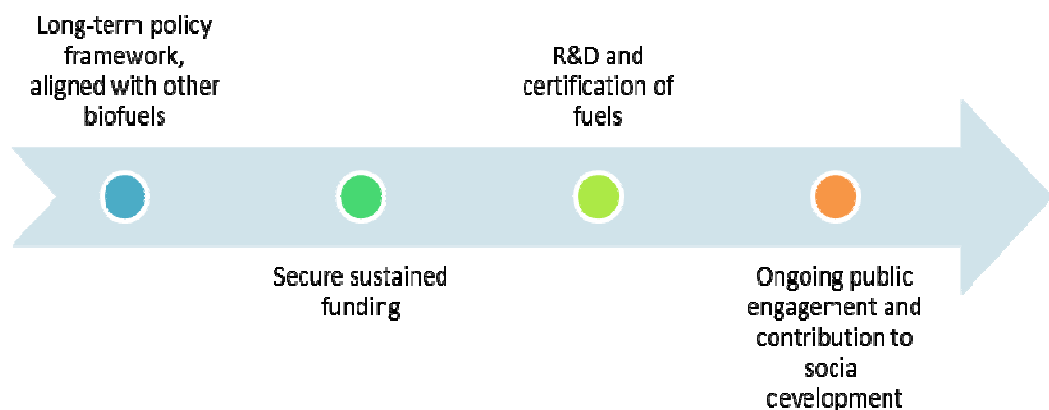 Long-term policy
framework,
aligned with other
biofuels
Secure sustained
funding
R&D and
certification of
fuels
Ongoing public
engagement and
contribution to
socia
cevelopment